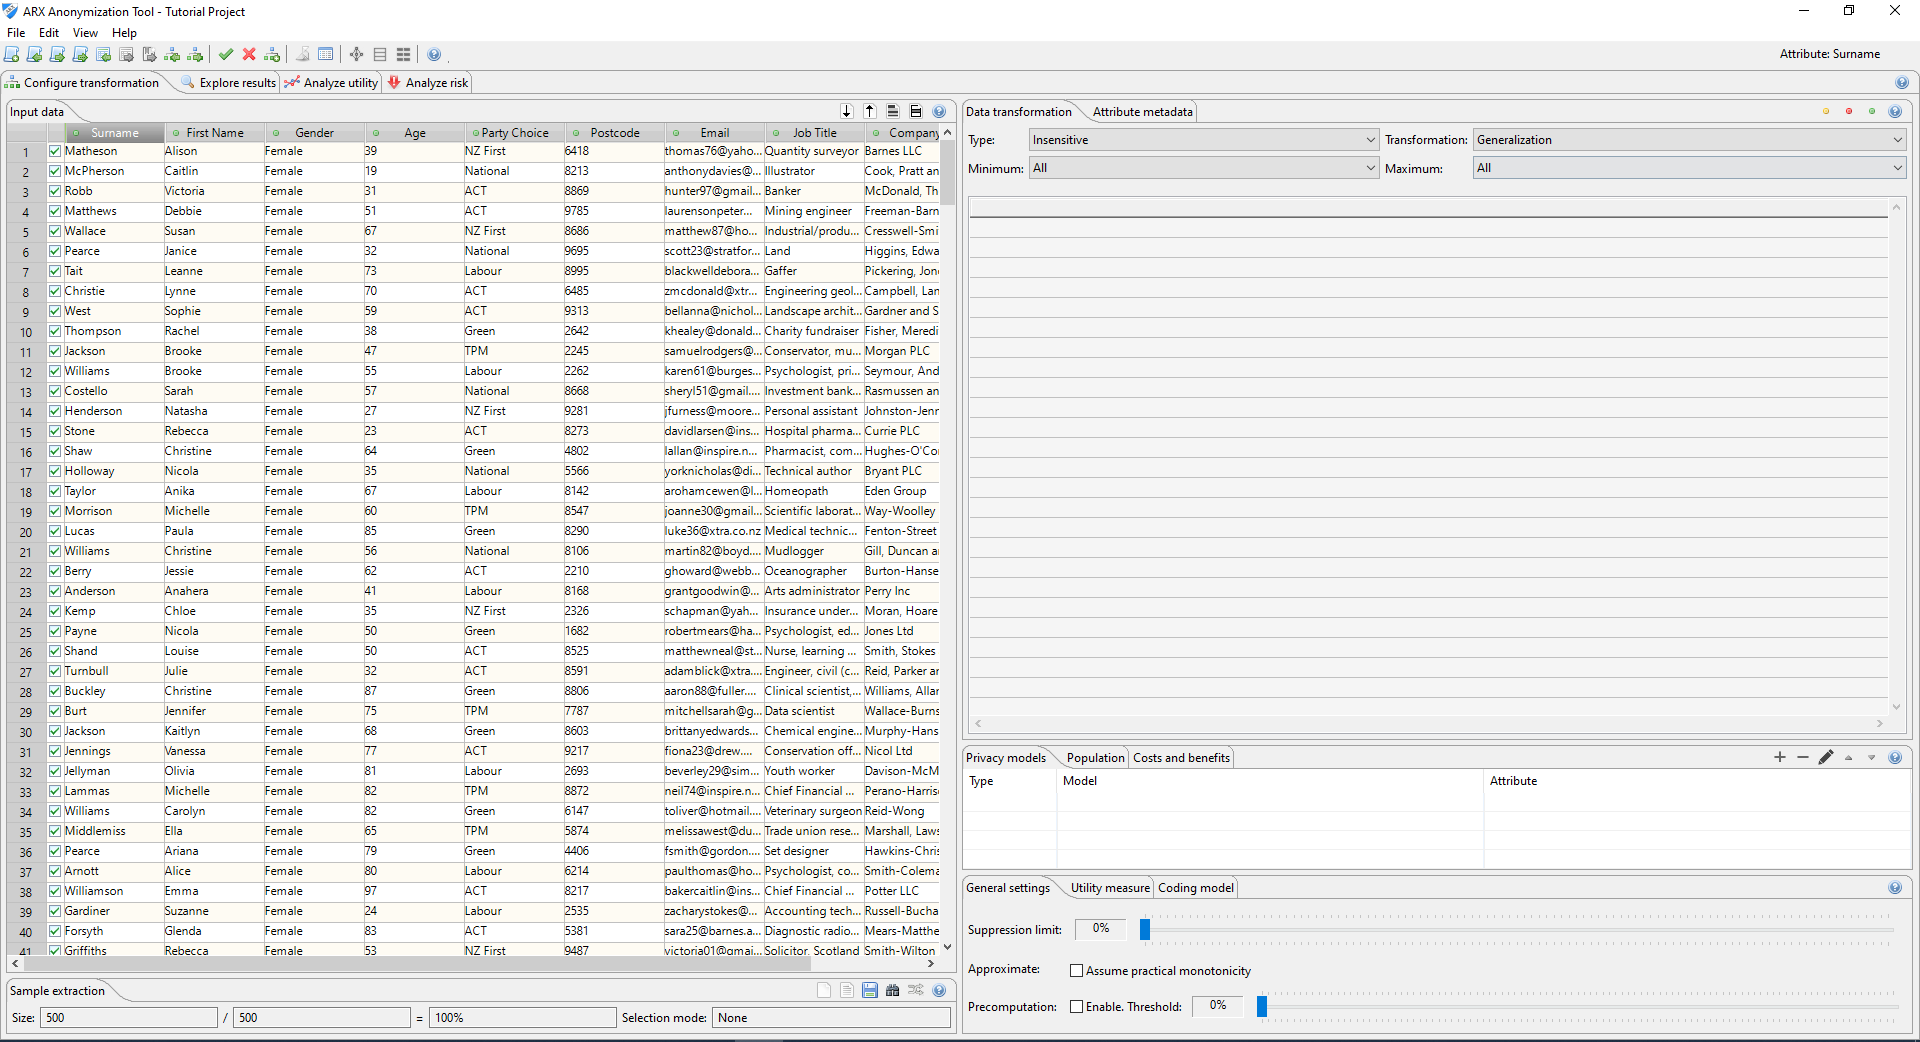 ARX Anonymization Tool - Tutorial Project
File Edit View Help
Attribute: Surname
Configure transformation Explore results Analyze utility Analyze risk
Input data
Surname First Name Gender Age Party Choice Postcode Email Job Title Company
1 Matheson Alison Female 39 NZ First 6418 thomas76@yaho... Quantity surveyor Barnes LLC
2 McPherson Caitlin Female 19 National 8213 anthonydavies@... Illustrator Cook, Pratt an
3 Robb Victoria Female 31 ACT 8869 hunter97@gmail... Banker McDonald, Th
4 Matthews Debbie Female 51 ACT 9785 laurensonpeter... Mining engineer Freeman-Barn
5 Wallace Susan Female 67 NZ First 8686 matthew87@ho... Industrial/produ... Cresswell-Smi
6 Pearce Janice Female 32 National 9695 scott23@stratfor... Land Higgins, Edwa
7 Tait Leanne Female 73 Labour 8995 blackwelldebora... Gaffer Pickering, Jon
8 Christie Lynne Female 70 ACT 6485 zmcdonald@xtr... Engineering geol... Campbell, Lan
9 West Sophie Female 59 ACT 9313 bellanna@nichol... Landscape archit... Gardner and S
10 Thompson Rachel Female 38 Green 2642 khealey@donald... Charity fundraiser Fisher, Meredi
11 Jackson Brooke Female 47 TPM 2245 samuelrodgers@... Conservator, mu... Morgan PLC
12 Williams Brooke Female 55 Labour 2262 karen61@burges... Psychologist, pri... Seymour, And
13 Costello Sarah Female 57 National 8668 sheryl51@gmail.... Investment bank... Rasmussen an
14 Henderson Natasha Female 27 NZ First 9281 jfurness@moore... Personal assistant Johnston-Jenn
15 Stone Rebecca Female 23 ACT 8273 davidlarsen@ins... Hospital pharma... Currie PLC
16 Shaw Christine Female 64 Green 4802 lallan@inspire.n... Pharmacist, com... Hughes-O'Co
17 Holloway Nicola Female 35 National 5566 yorknicholas@di... Technical author Bryant PLC
18 Taylor Anika Female 67 Labour 8142 arohamcewen@l... Homeopath Eden Group
19 Morrison Michelle Female 60 TPM 8547 joanne30@gmail... Scientific laborat... Way-Woolley
20 Lucas Paula Female 85 Green 8290 luke36@xtra.co.nz Medical technic... Fenton-Street
21 Williams Christine Female 56 National 8106 martin82@boyd.... Mudlogger Gill, Duncan a
22 Berry Jessie Female 62 ACT 2210 ghoward@webb... Oceanographer Burton-Hanse
23 Anderson Anahera Female 41 Labour 8168 grantgoodwin@... Arts administrator Perry Inc
24 Kemp Chloe Female 35 NZ First 2326 schapman@yah... Insurance under... Moran, Hoare
25 Payne Nicola Female 50 Green 1682 robertmears@ha... Psychologist, ed... Jones Ltd
26 Shand Louise Female 50 ACT 8525 matthewneal@st... Nurse, learning ... Smith, Stokes
27 Turnbull Julie Female 32 ACT 8591 adamblick@xtra.... Engineer, civil (c... Reid, Parker ar
28 Buckley Christine Female 87 Green 8806 aaron88@fuller.... Clinical scientist,... Williams, Allar
29 Burt Jennifer Female 75 TPM 7787 mitchellsarah@g... Data scientist Wallace-Burns
30 Jackson Kaitlyn Female 68 Green 8603 brittanyedwards... Chemical engine... Murphy-Hans
31 Jennings Vanessa Female 77 ACT 9217 fiona23@drew.... Conservation off... Nicol Ltd
32 Jellyman Olivia Female 81 Labour 2693 beverley29@sim... Youth worker Davison-McM
33 Lammas Michelle Female 82 TPM 8872 neil74@inspire.n... Chief Financial ... Perano-Harris
34 Williams Carolyn Female 82 Green 6147 toliver@hotmail.... Veterinary surgeon Reid-Wong
35 Middlemiss Ella Female 65 TPM 5874 melissawest@du... Trade union rese... Marshall, Laws
36 Pearce Ariana Female 79 Green 4406 fsmith@gordon.... Set designer Hawkins-Chris
37 Arnott Alice Female 80 Labour 6214 paulthomas@ho... Psychologist, co... Smith-Colema
38 Williamson Emma Female 97 ACT 8217 bakercaitlin@ins... Chief Financial ... Potter LLC
39 Gardiner Suzanne Female 24 Labour 2535 zacharystokes@... Accounting tech... Russell-Bucha
40 Forsyth Glenda Female 83 ACT 5381 sara25@barnes.a... Diagnostic radio... Mears-Matthe
41 Griffiths Rebecca Female 53 NZ First 9487 victoria01@gmai... Solicitor, Scotland Smith-Wilton
Sample extraction
Size: 500 / 500 = 100% Selection mode: None
Data transformation Attribute metadata
Type: Insensitive Transformation: Generalization
Minimum: All Maximum: All
Privacy models Population Costs and benefits
Type Model Attribute
General settings Utility measure Coding model
Suppression limit: 0%
Approximate: Assume practical monotonicity
Precomputation: Enable. Threshold: 0%